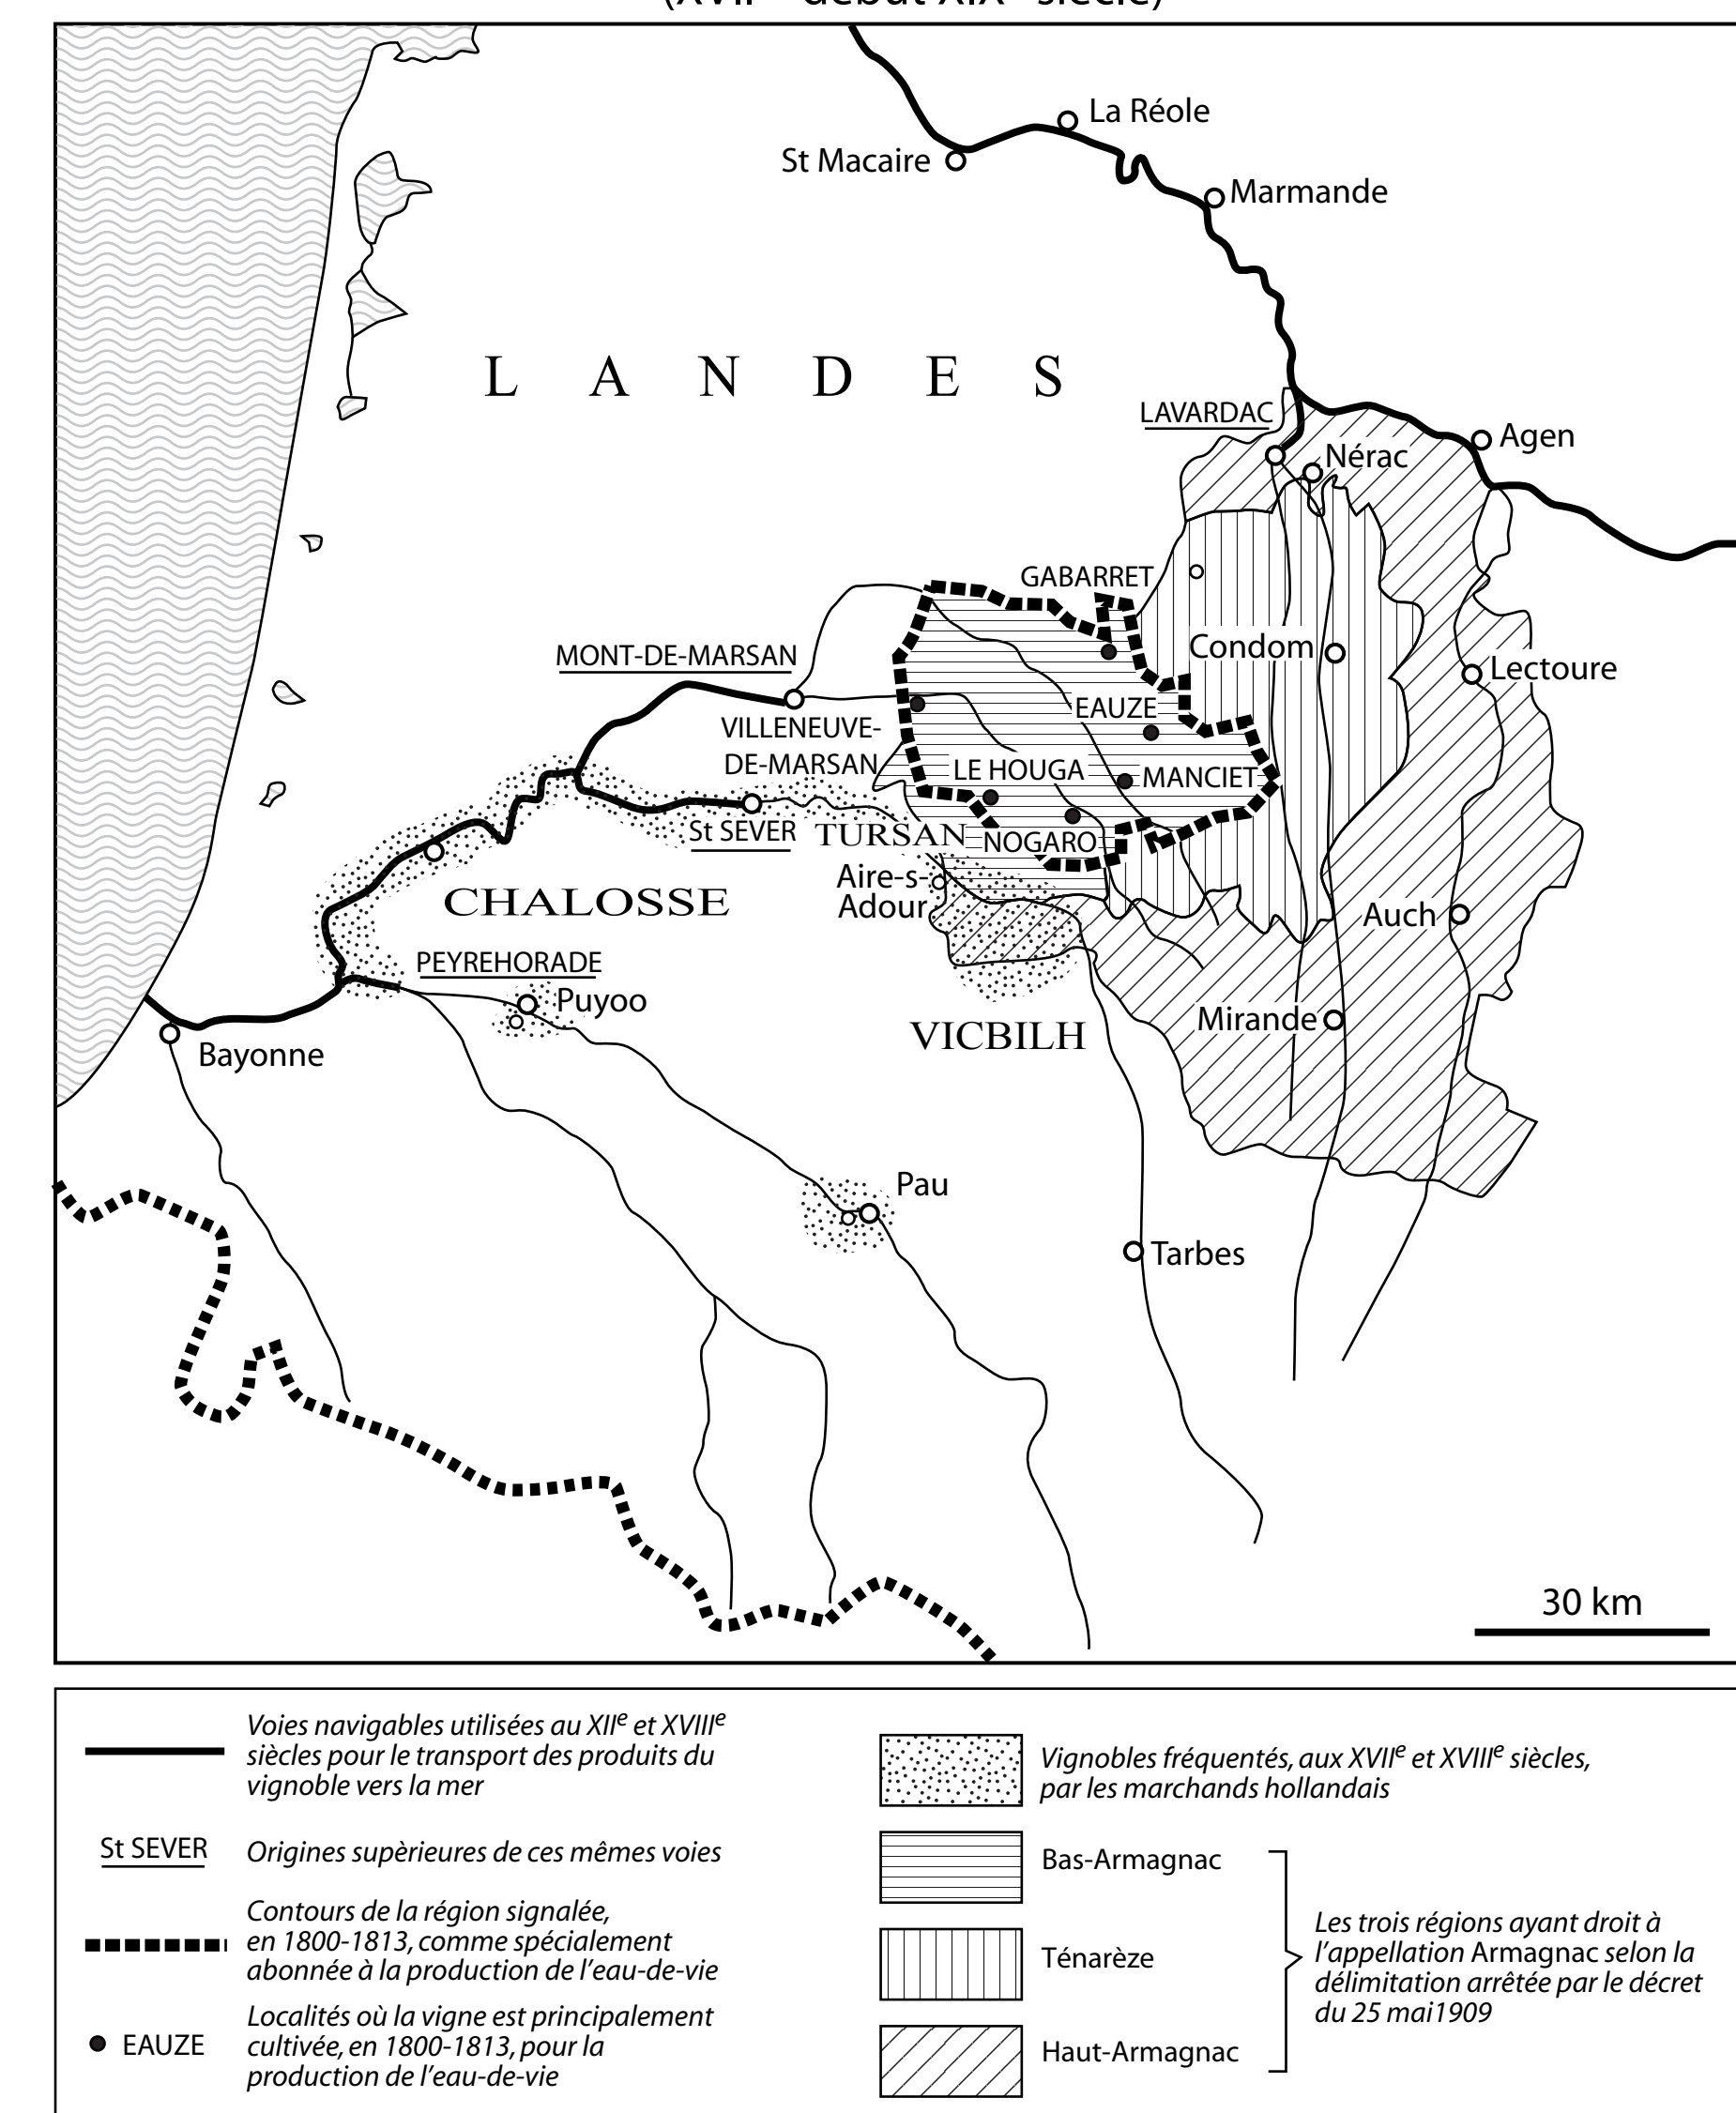 (XVIIe - début XIXe siècle)
La Réole
St Macaire
Marmande
L A N D E S
LAVARDAC
Agen
Nérac
GABARRET
MONT-DE-MARSAN
Condom
Lectoure
EAUZE
VILLENEUVE-
DE-MARSAN
LE HOUGA
MANCIET
St SEVER
TURSAN
NOGARO
Aire-s-
Adour
CHALOSSE
Auch
PEYREHORADE
Puyoo
Mirande
VICBILH
Bayonne
Pau
Tarbes
30 km
Voies navigables utilisées au XIIe et XVIIIe
siècles pour le transport des produits du
vignoble vers la mer
St SEVER
Origines supèrieures de ces mêmes voies
Contours de la région signalée,
en 1800-1813, comme spécialement
abonnée à la production de l'eau-de-vie
EAUZE
Localités où la vigne est principalement
cultivée, en 1800-1813, pour la
production de l'eau-de-vie
Vignobles fréquentés, aux XVIIe et XVIIIe siècles,
par les marchands hollandais
Bas-Armagnac
Ténarèze
Haut-Armagnac
Les trois régions ayant droit à
l'appellation Armagnac selon la
délimitation arrêtée par le décret
du 25 mai1909